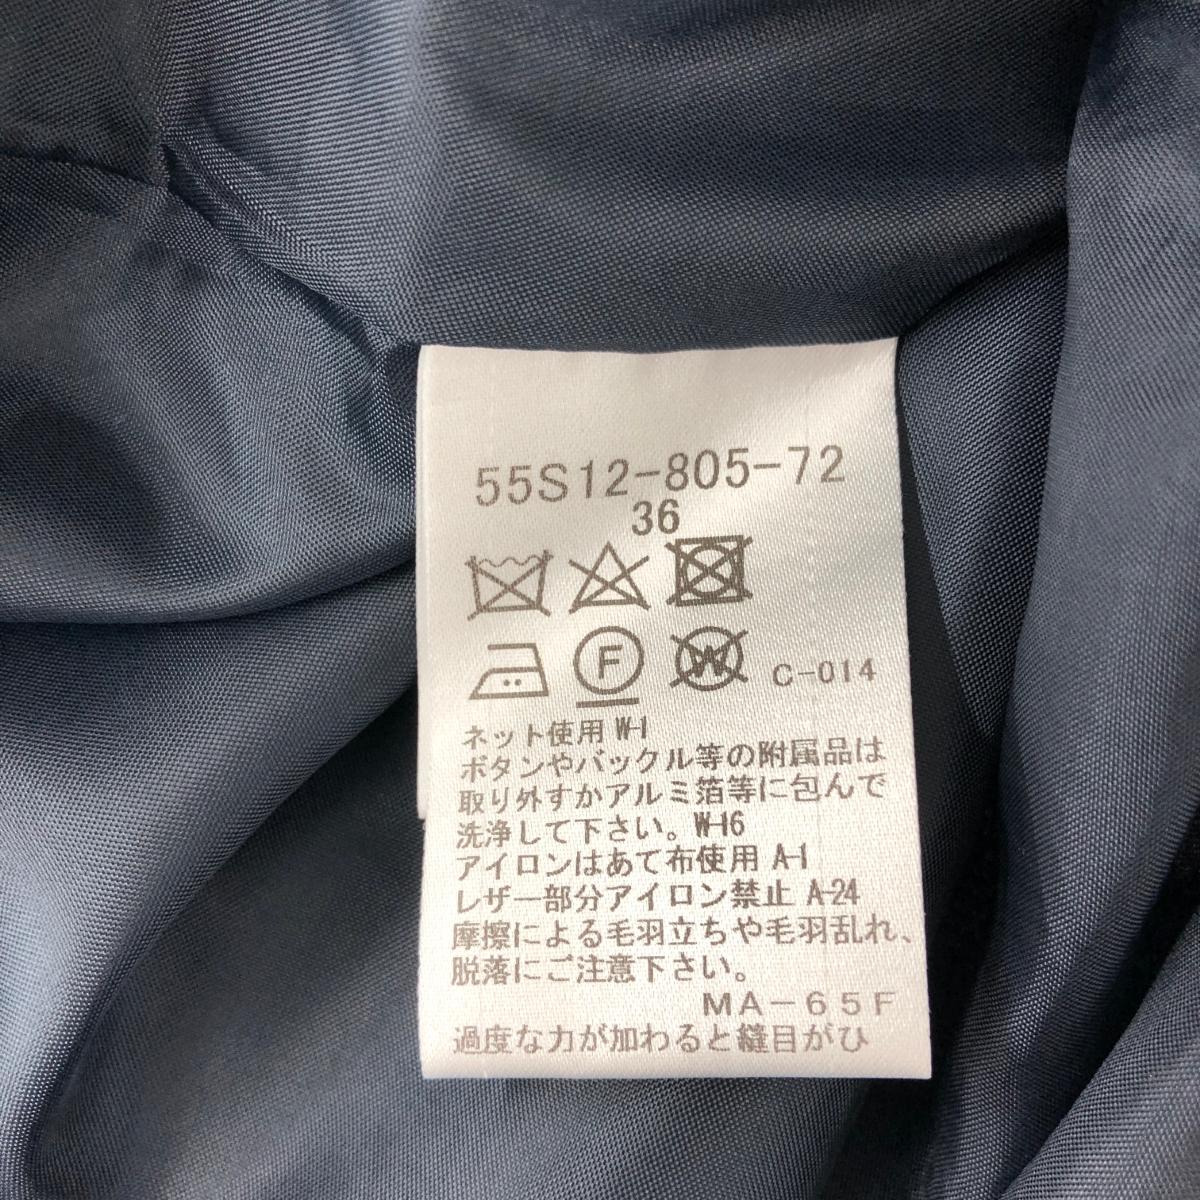 55S12-805-72
36
F
W
C-014
ネット使用 W-1
ボタンやバックル等の附属品は
取り外すかアルミ箔等に包んで
洗浄して下さい。W-16
アイロンはあて布使用 A-1
レザー部分アイロン禁止 A-24
摩擦による毛羽立ちや毛羽乱れ、
脱落にご注意下さい。
MA-65F
過度な力が加わると縫目がひ